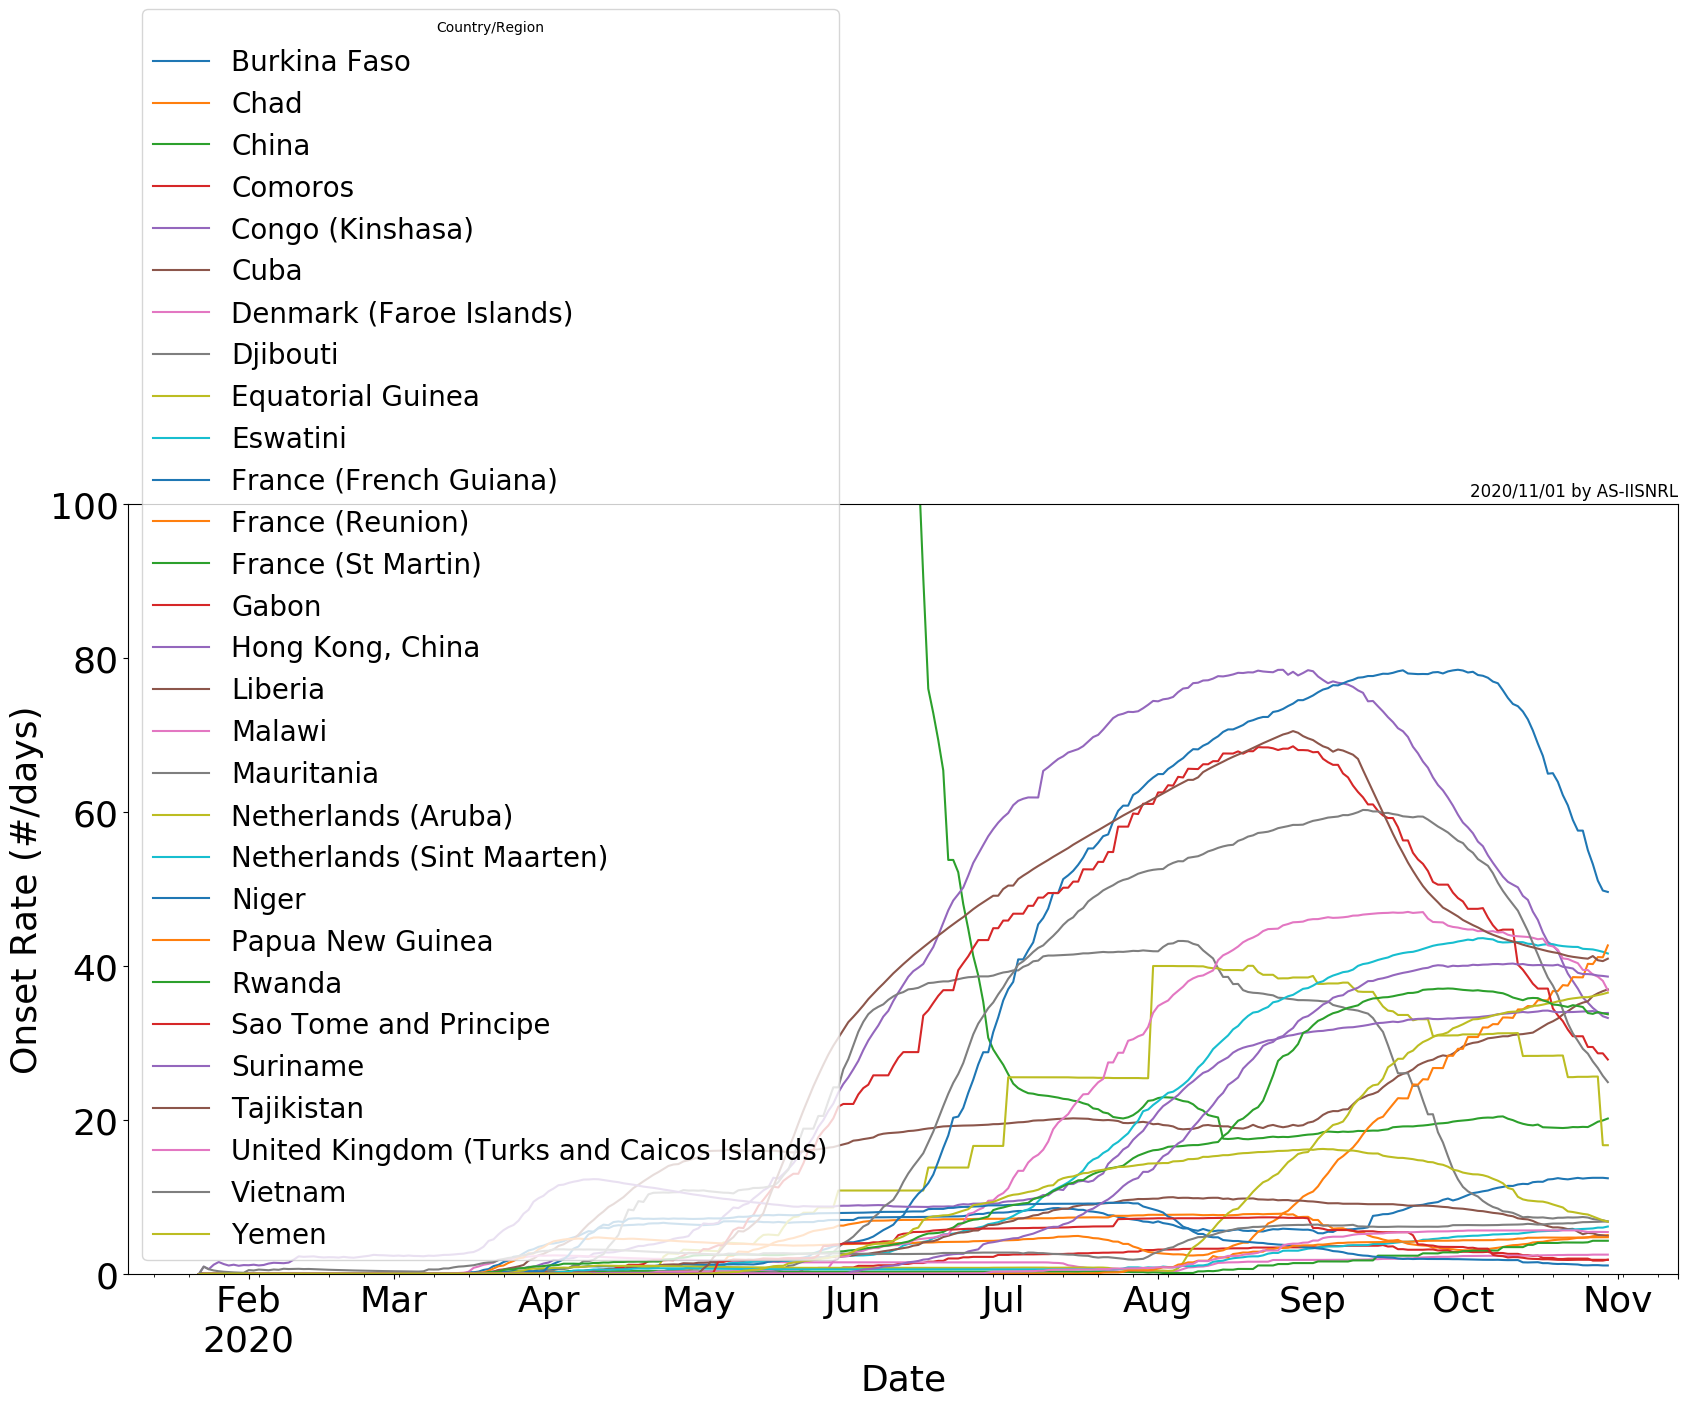 Country/Region
Burkina Faso
Chad
China
Comoros
Congo (Kinshasa)
Cuba
Denmark (Faroe Islands)
Djibouti
Equatorial Guinea
Eswatini
France (French Guiana)
France (Reunion)
France (St Martin)
Gabon
Hong Kong, China
Liberia
Malawi
Mauritania
Netherlands (Aruba)
Netherlands (Sint Maarten)
Niger
Papua New Guinea
Rwanda
Sao Tome and Principe
Suriname
Tajikistan
United Kingdom (Turks and Caicos Islands)
Vietnam
Yemen
2020/11/01 by AS-IISNRL
100
80
60
40
20
0
Onset Rate (#/days)
Feb Mar Apr May Jun Jul Aug Sep Oct Nov
2020
Date